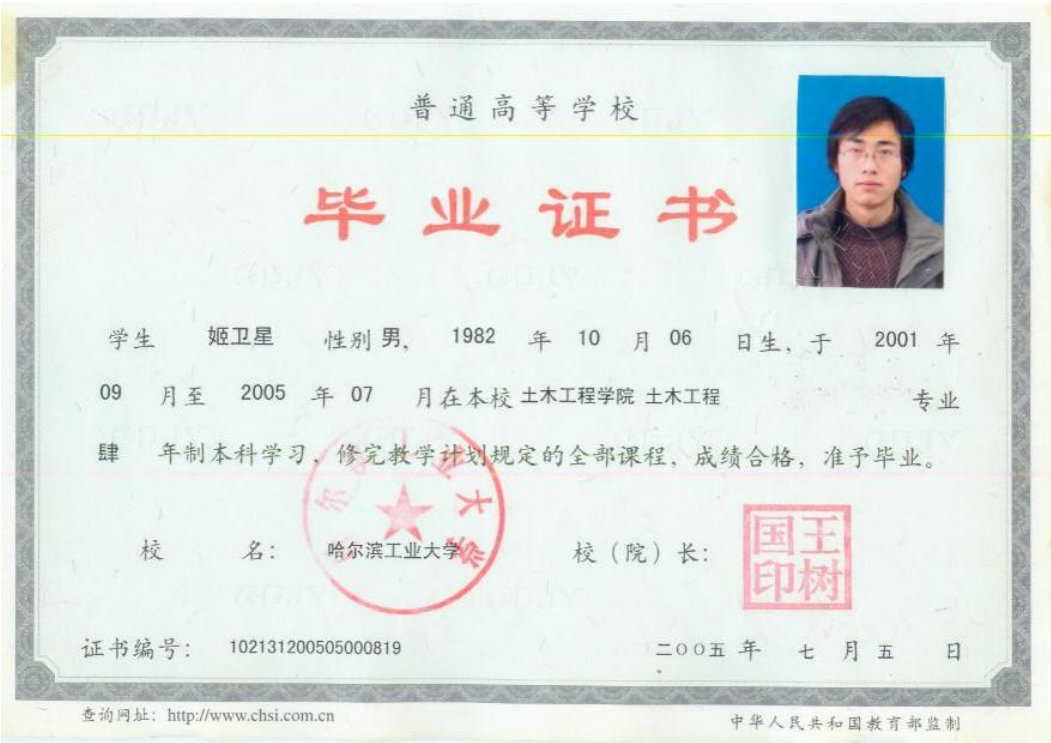 普通高等学校
毕业证书
学生 姬卫星 性别 男, 1982 年 10 月 06 日生, 于 2001 年
09 月至 2005 年 07 月在本校 土木工程学院 土木工程 专业
肆 年制本科学习, 修完教学计划规定的全部课程, 成绩合格, 准予毕业。
校 名: 哈尔滨工业大学 校(院)长:
国王
印树
证书编号: 102131200505000819 二〇〇五 年 七 月 五 日
查询网址: http://www.chsi.com.cn 中华人民共和国教育部监制